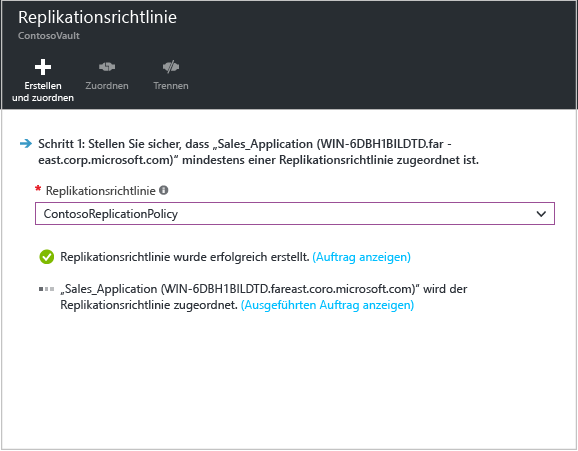 Replikationsrichtlinie
ContosoVault
Erstellen
und zuordnen
Zuordnen
Trennen
Schritt 1: Stellen Sie sicher, dass „Sales_Application (WIN-6DBH1BILDTD.far -
east.corp.microsoft.com)“ mindestens einer Replikationsrichtlinie zugeordnet ist.
* Replikationsrichtlinie
ContosoReplicationPolicy
Replikationsrichtlinie wurde erfolgreich erstellt. (Auftrag anzeigen)
„Sales_Application (WIN-6DBH1BILDTD.fareast.coro.microsoft.com)“ wird der
Replikationsrichtlinie zugeordnet. (Ausgeführten Auftrag anzeigen)